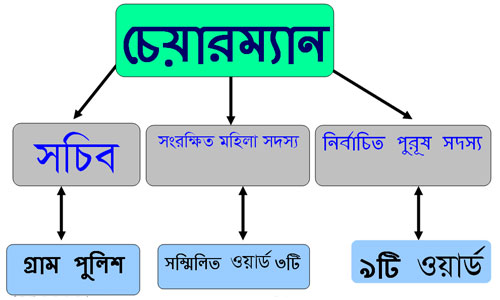 চেয়ারম্যান
সচিব
সংরক্ষিত মহিলা সদস্য
নির্বাচিত পুরূষ সদস্য
গ্রাম পুলিশ
সম্মিলিত ওয়ার্ড ৩টি
৯টি ওয়ার্ড